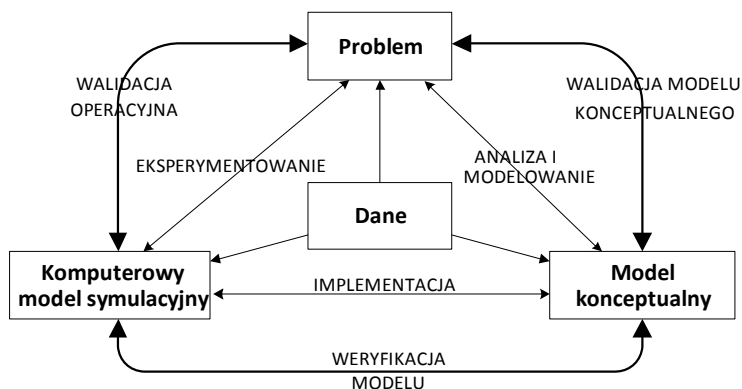 Problem
WALIDACJA
OPERACYJNA
WALIDACJA MODELU
KONCEPTUALNEGO
EKSPERYMENTOWANIE
ANALIZA I
MODELOWANIE
Dane
Komputerowy
model symulacyjny
IMPLEMENTACJA
Model
konceptualny
WERYFIKACJA
MODELU